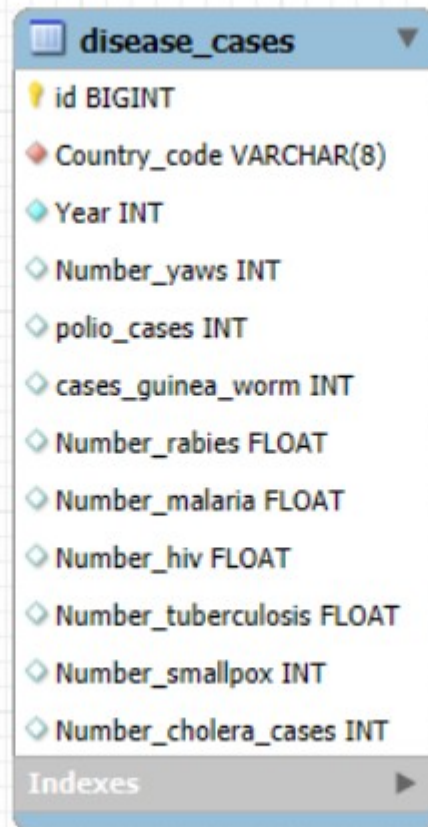 disease_cases
id BIGINT
Country_code VARCHAR(8)
Year INT
Number_yaws INT
polio_cases INT
cases_guinea_worm INT
Number_rabies FLOAT
Number_malaria FLOAT
Number_hiv FLOAT
Number_tuberculosis FLOAT
Number_smallpox INT
Number_cholera_cases INT
Indexes